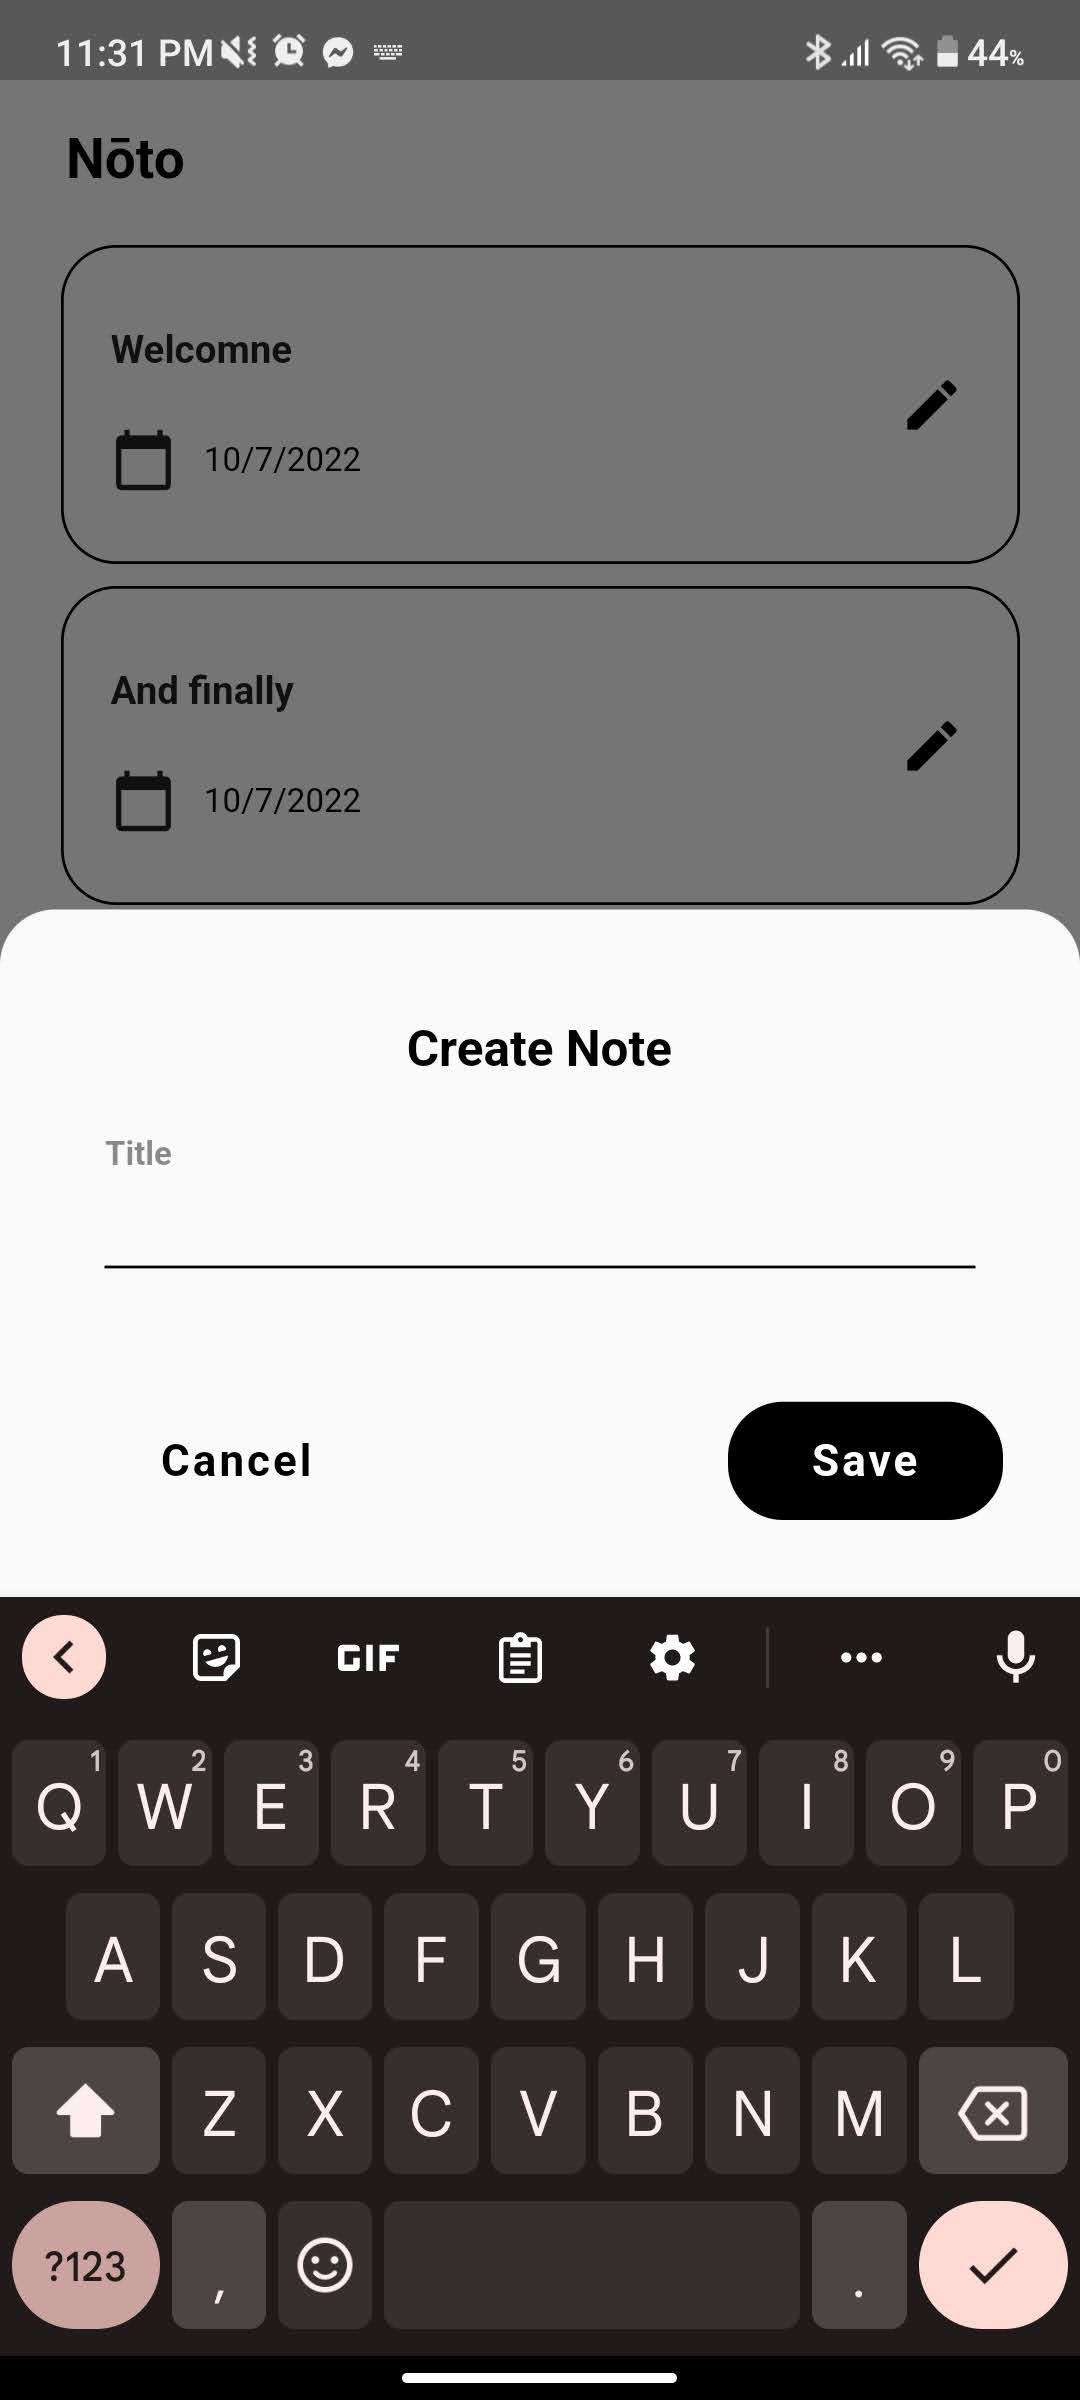 11:31 PM 44%
Nōto
Welcomne
10/7/2022
And finally
10/7/2022
Create Note
Title
Cancel Save
GIF
1 2 3 4 5 6 7 8 9 0
Q W E R T Y U I O P
A S D F G H J K L
Z X C V B N M
?123 , .